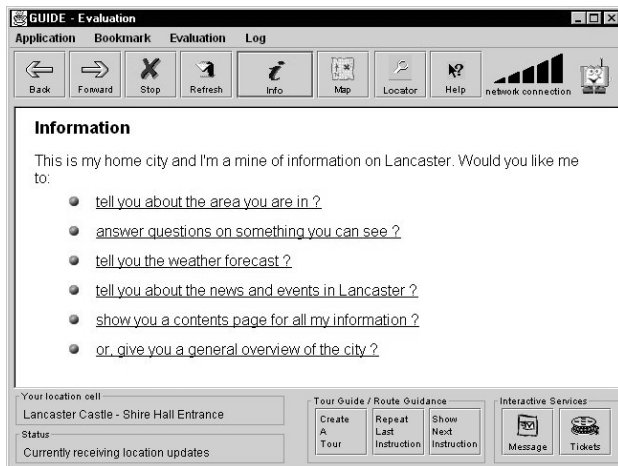 GUIDE - Evaluation
Application Bookmark Evaluation Log
Back Forward Stop Refresh Info Map Locator Help network connection
Information
This is my home city and I'm a mine of information on Lancaster. Would you like me
to:
tell you about the area you are in ?
answer questions on something you can see ?
tell you the weather forecast ?
tell you about the news and events in Lancaster ?
show you a contents page for all my information ?
or, give you a general overview of the city ?
Your location cell
Lancaster Castle - Shire Hall Entrance
Status
Currently receiving location updates
Tour Guide / Route Guidance
Create
A
Tour
Repeat
Last
Instruction
Show
Next
Instruction
Interactive Services
Message Tickets